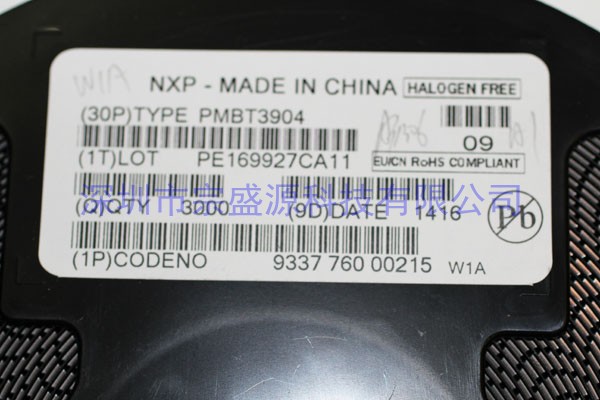 W1A
NXP - MADE IN CHINA HALOGEN FREE
(30P)TYPE PMBT3904
09
(1T)LOT PE169927CA11 EU/CN RoHS COMPLIANT
深圳市宇盛源科技有限公司
(Q)QTY 3000 (9D)DATE 1416 Pb
(1P)CODENO 9337 760 00215 W1A